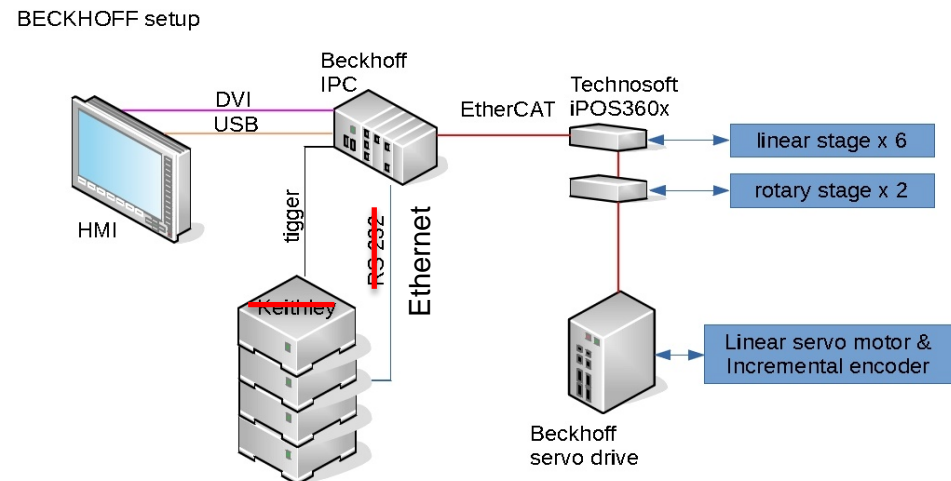 BECKHOFF setup
Beckhoff
IPC
Technosoft
iPOS360x
DVI
USB
EtherCAT
linear stage x 6
rotary stage x 2
HMI
tigger
RS 232
Ethernet
Keithley
Linear servo motor &
Incremental encoder
Beckhoff
servo drive